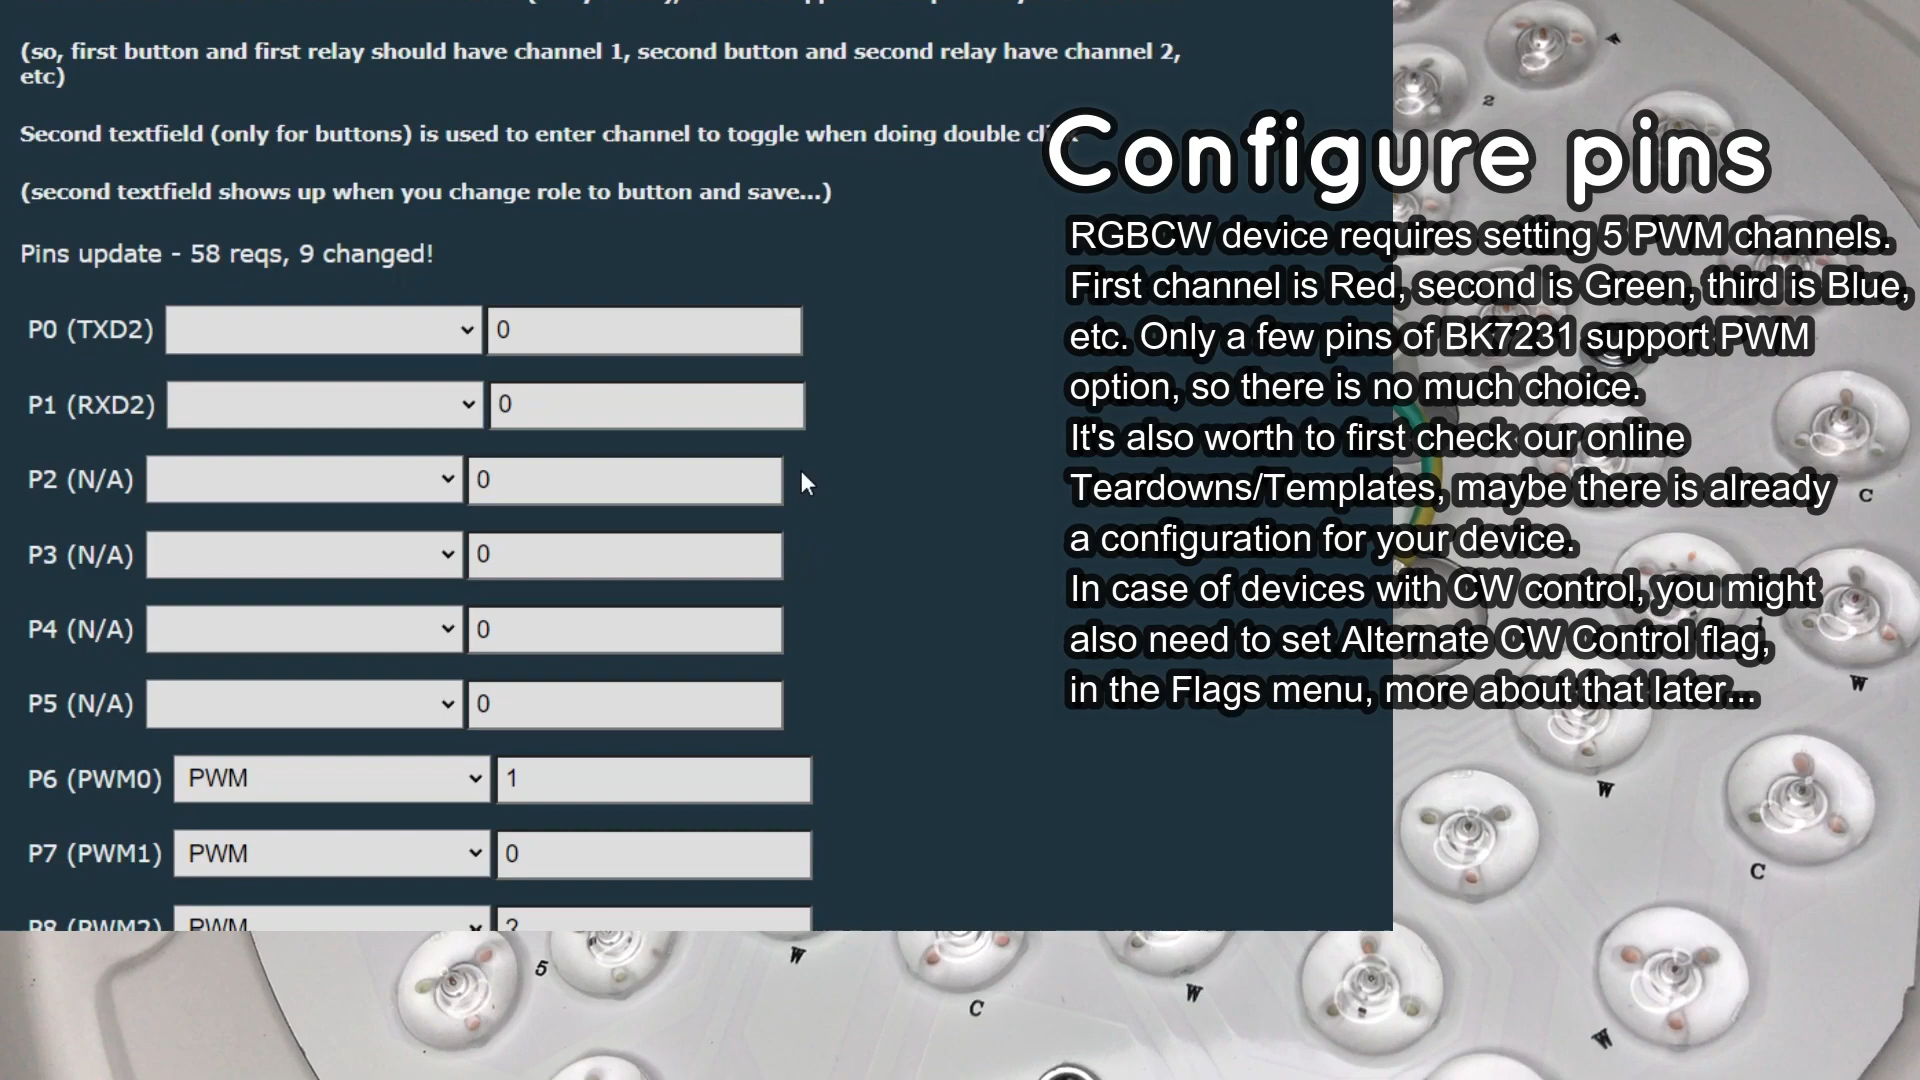 (so, first button and first relay should have channel 1, second button and second relay have channel 2,
etc)
Second textfield (only for buttons) is used to enter channel to toggle when doing double
(second textfield shows up when you change role to button and save...)
Pins update - 58 reqs, 9 changed!
P0 (TXD2) 0
P1 (RXD2) 0
P2 (N/A) 0
P3 (N/A) 0
P4 (N/A) 0
P5 (N/A) 0
P6 (PWM0) PWM 1
P7 (PWM1) PWM 0
P8 (PWM2) PWM 2
Configure pins
RGBCW device requires setting 5 PWM channels.
First channel is Red, second is Green, third is Blue,
etc. Only a few pins of BK7231 support PWM
option, so there is no much choice.
It's also worth to first check our online
Teardowns/Templates, maybe there is already
a configuration for your device.
In case of devices with CW control, you might
also need to set Alternate CW Control flag,
in the Flags menu, more about that later...
2
C
1
W
W
C
5
W
C
W
W